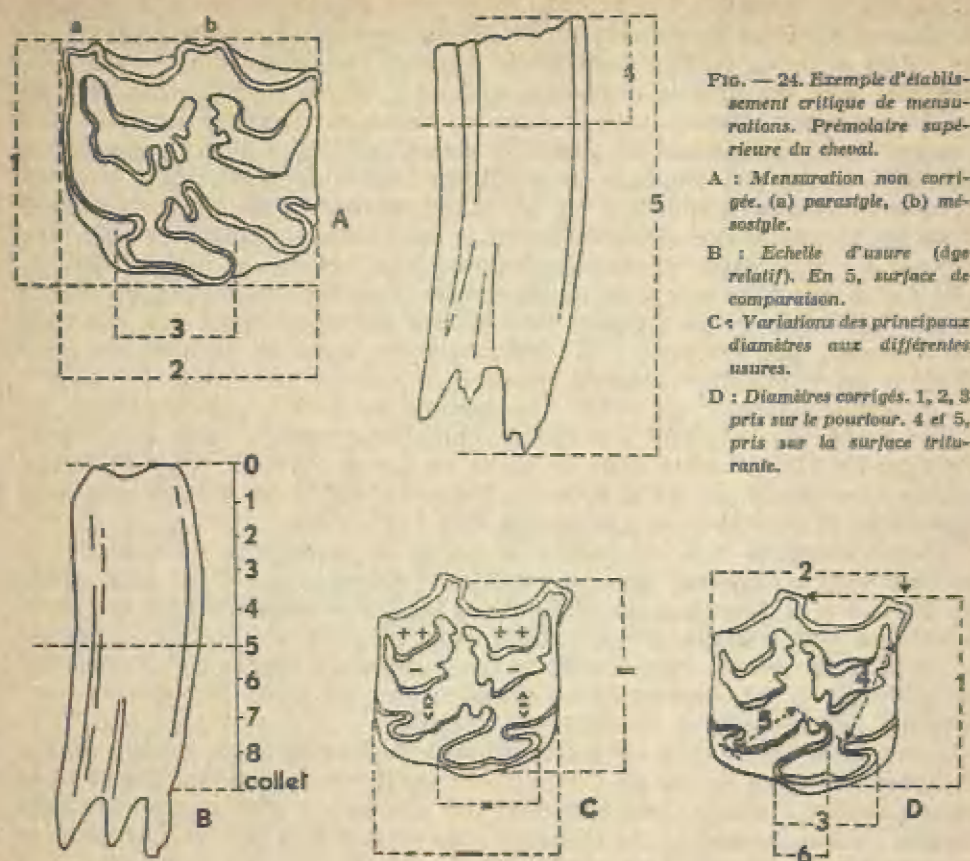 a b
1
A
3
2
4
5
FIG. — 24. Exemple d'établis-
sement critique de mensu-
rations. Prémolaire supé-
rieure du cheval.
A : Mensuration non corri-
gée. (a) parastyle, (b) mé-
sostyle.
B : Echelle d'usure (âge
relatif). En 5, surface de
comparaison.
C : Variations des principaux
diamètres aux différentes
usures.
D : Diamètres corrigés. 1, 2, 3
pris sur le pourtour. 4 et 5,
pris sur la surface tritu-
rante.
0
1
2
3
4
5
6
7
8
collet
B
+ + + +
- -
=
C
2
4
1
5
3
D
6